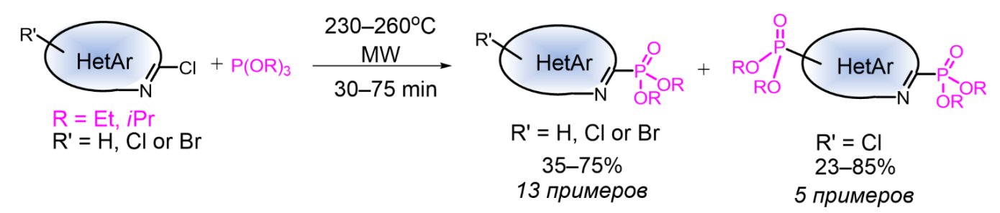 R'
HetAr
N
Cl
+ P(OR)₃
R = Et, iPr
R' = H, Cl or Br
230–260°C
MW
30–75 min
R'
HetAr
N
P
O
OR
OR
R' = H, Cl or Br
35–75%
13 примеров
+
O
P
RO
RO
HetAr
N
P
O
OR
OR
R' = Cl
23–85%
5 примеров